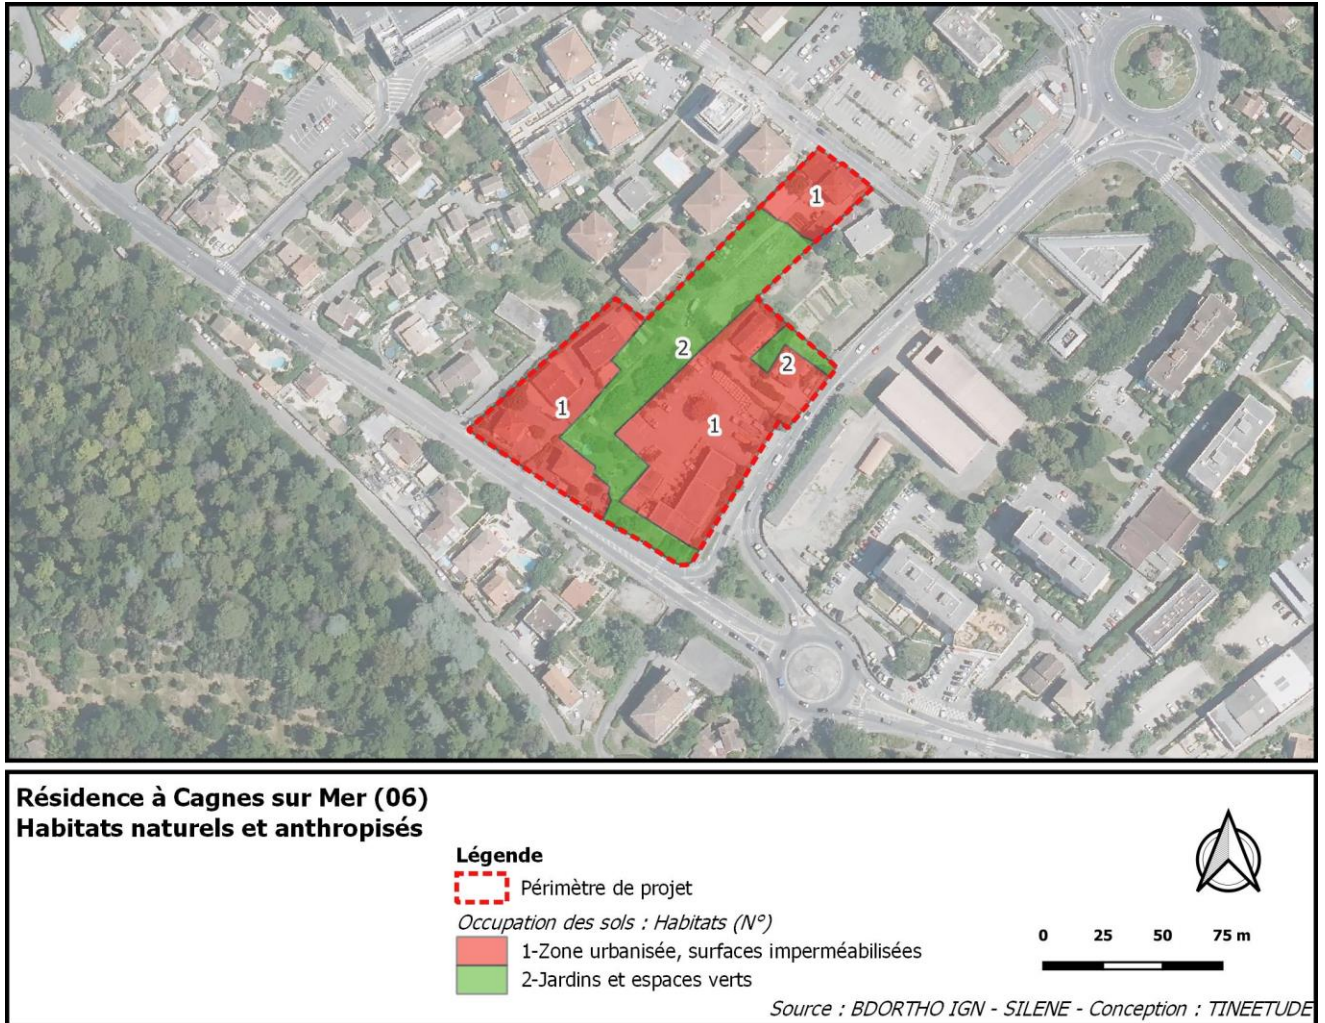 1
2
2
1
1
Résidence à Cagnes sur Mer (06)
Habitats naturels et anthropisés
Légende
Périmètre de projet
Occupation des sols : Habitats (N°)
1-Zone urbanisée, surfaces imperméabilisées
2-Jardins et espaces verts
0 25 50 75 m
Source : BDORTHO IGN - SILENE - Conception : TINEETUDE